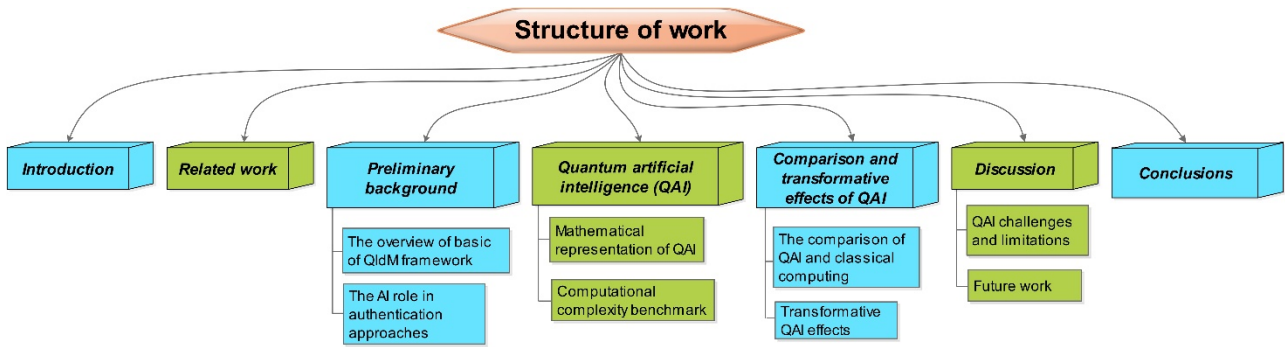 Structure of work
Introduction
Related work
Preliminary
background
The overview of basic
of QIdM framework
The AI role in
authentication
approaches
Quantum artificial
intelligence (QAI)
Mathematical
representation of QAI
Computational
complexity benchmark
Comparison and
transformative
effects of QAI
The comparison of
QAI and classical
computing
Transformative
QAI effects
Discussion
QAI challenges
and limitations
Future work
Conclusions